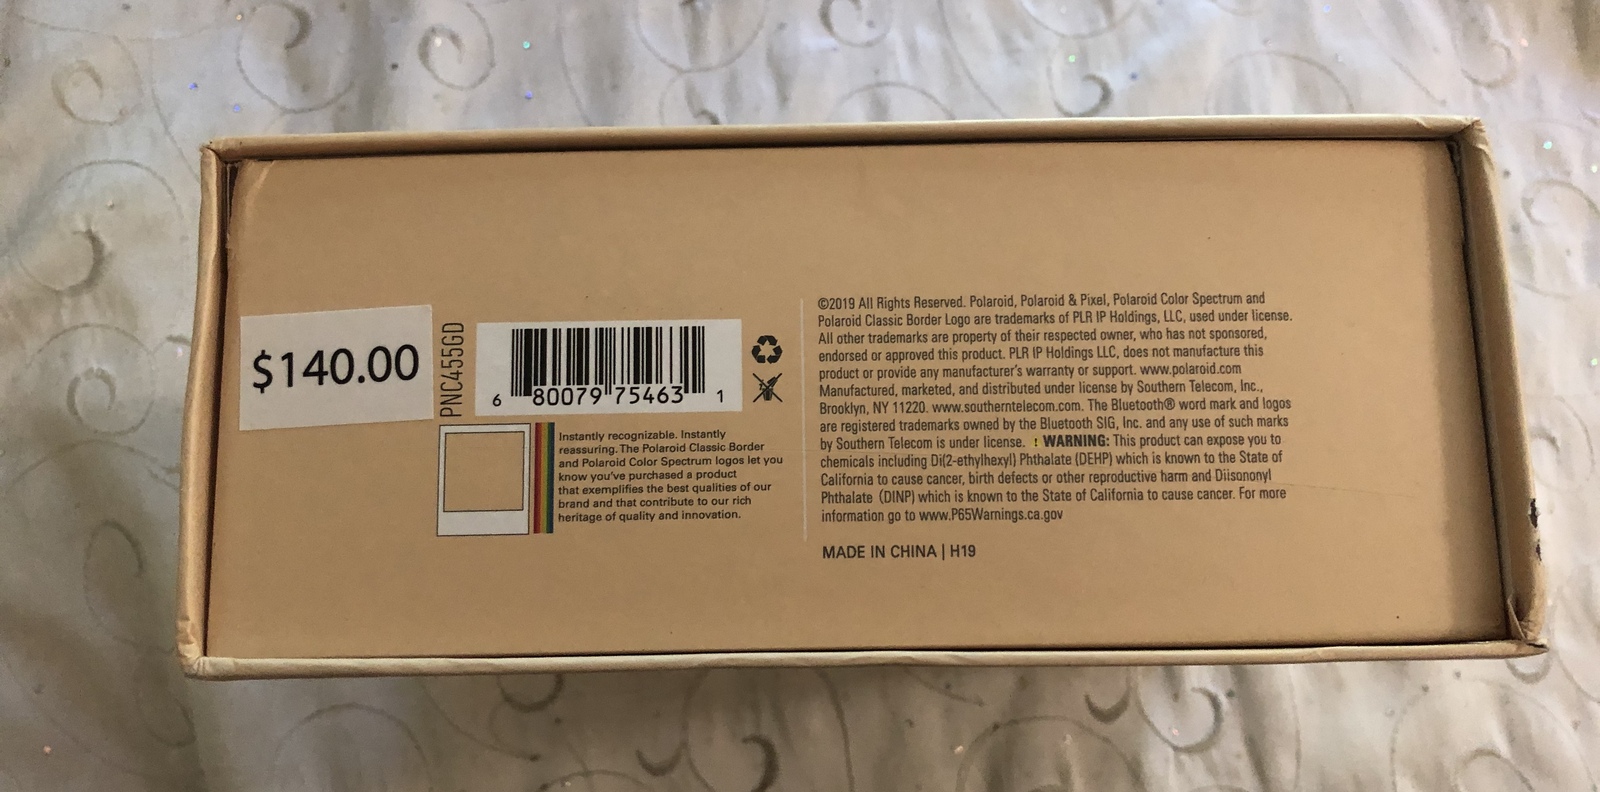 $140.00
PNC455GD
6 80079 75463 1
Instantly recognizable. Instantly
reassuring. The Polaroid Classic Border
and Polaroid Color Spectrum logos let you
know you've purchased a product
that exemplifies the best qualities of our
brand and that contribute to our rich
heritage of quality and innovation.
©2019 All Rights Reserved. Polaroid, Polaroid & Pixel, Polaroid Color Spectrum and
Polaroid Classic Border Logo are trademarks of PLR IP Holdings, LLC, used under license.
All other trademarks are property of their respected owner, who has not sponsored,
endorsed or approved this product. PLR IP Holdings LLC, does not manufacture this
product or provide any manufacturer's warranty or support. www.polaroid.com
Manufactured, marketed, and distributed under license by Southern Telecom, Inc.,
Brooklyn, NY 11220. www.southerntelecom.com. The Bluetooth® word mark and logos
are registered trademarks owned by the Bluetooth SIG, Inc. and any use of such marks
by Southern Telecom is under license. ! WARNING: This product can expose you to
chemicals including Di(2-ethylhexyl) Phthalate (DEHP) which is known to the State of
California to cause cancer, birth defects or other reproductive harm and Diisononyl
Phthalate (DINP) which is known to the State of California to cause cancer. For more
information go to www.P65Warnings.ca.gov
MADE IN CHINA | H19